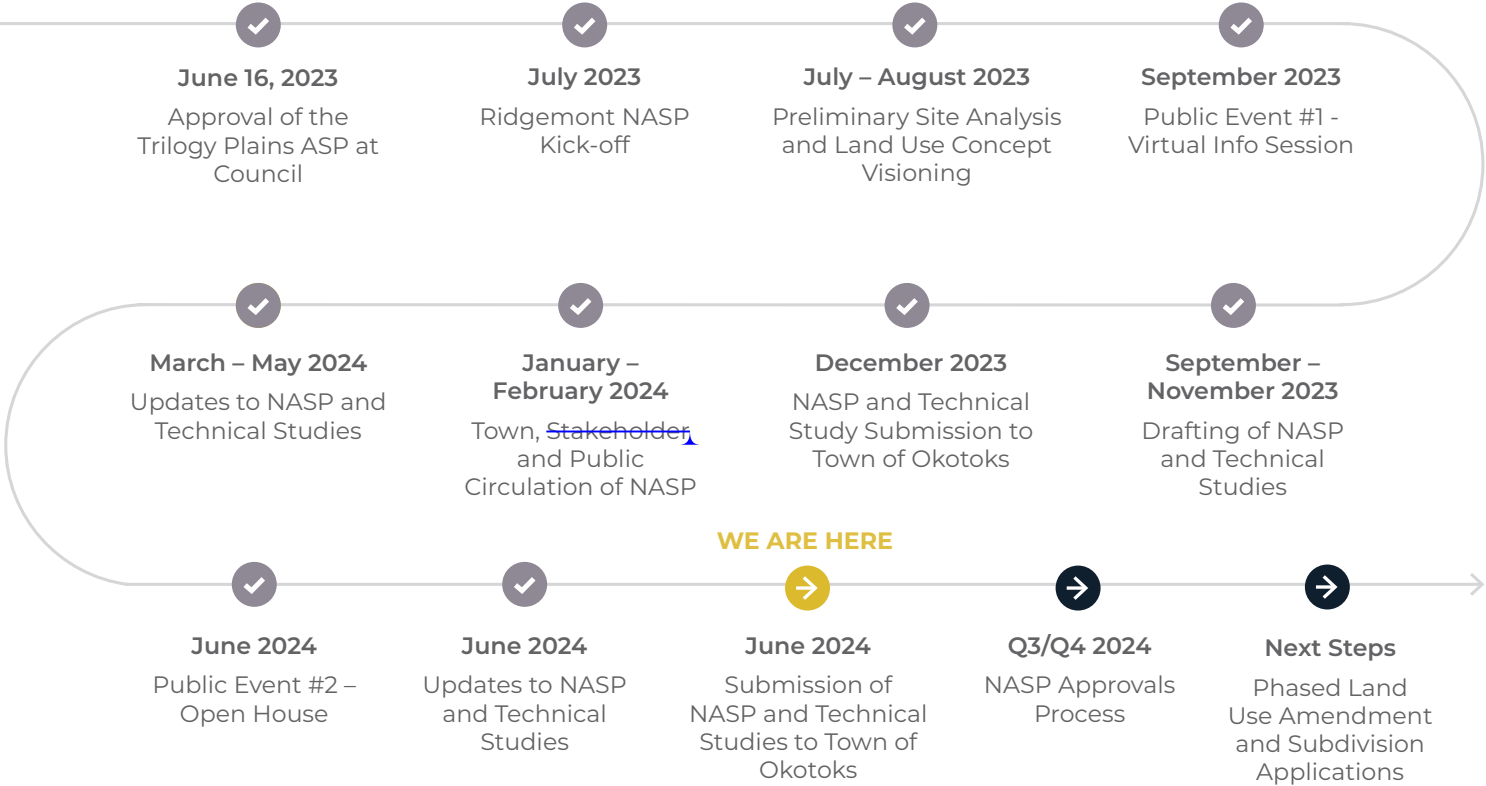 June 16, 2023
Approval of the
Trilogy Plains ASP at
Council
July 2023
Ridgemont NASP
Kick-off
July – August 2023
Preliminary Site Analysis
and Land Use Concept
Visioning
September 2023
Public Event #1 -
Virtual Info Session
September –
November 2023
Drafting of NASP
and Technical
Studies
December 2023
NASP and Technical
Study Submission to
Town of Okotoks
January –
February 2024
Town, Stakeholder,
and Public
Circulation of NASP
March – May 2024
Updates to NASP and
Technical Studies
June 2024
Public Event #2 –
Open House
June 2024
Updates to NASP
and Technical
Studies
WE ARE HERE
June 2024
Submission of
NASP and Technical
Studies to Town of
Okotoks
Q3/Q4 2024
NASP Approvals
Process
Next Steps
Phased Land
Use Amendment
and Subdivision
Applications